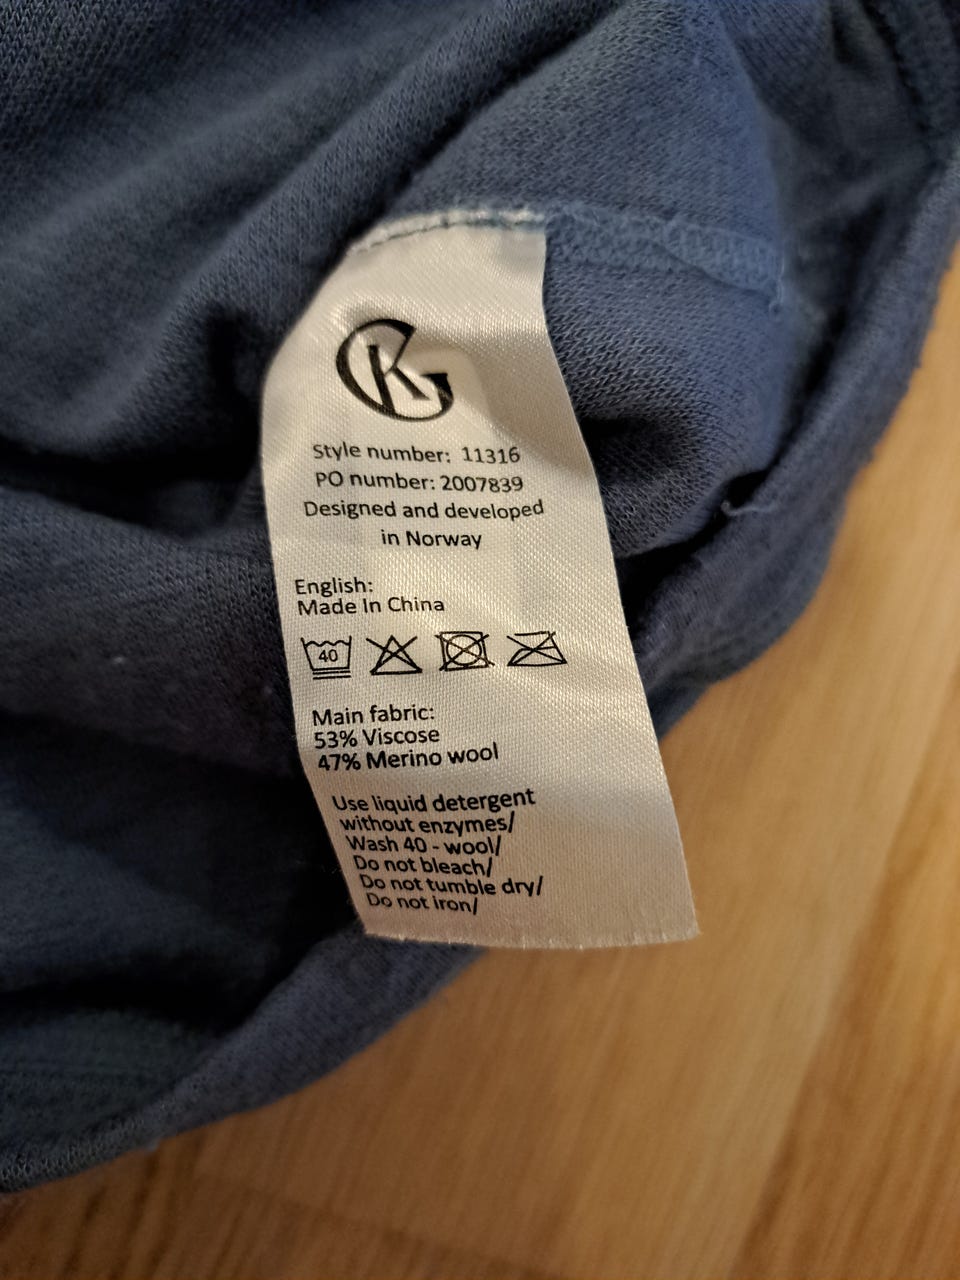 GK
Style number: 11316
PO number: 2007839
Designed and developed
in Norway
English:
Made In China
40
Main fabric:
53% Viscose
47% Merino wool
Use liquid detergent
without enzymes/
Wash 40 - wool/
Do not bleach/
Do not tumble dry/
Do not iron/